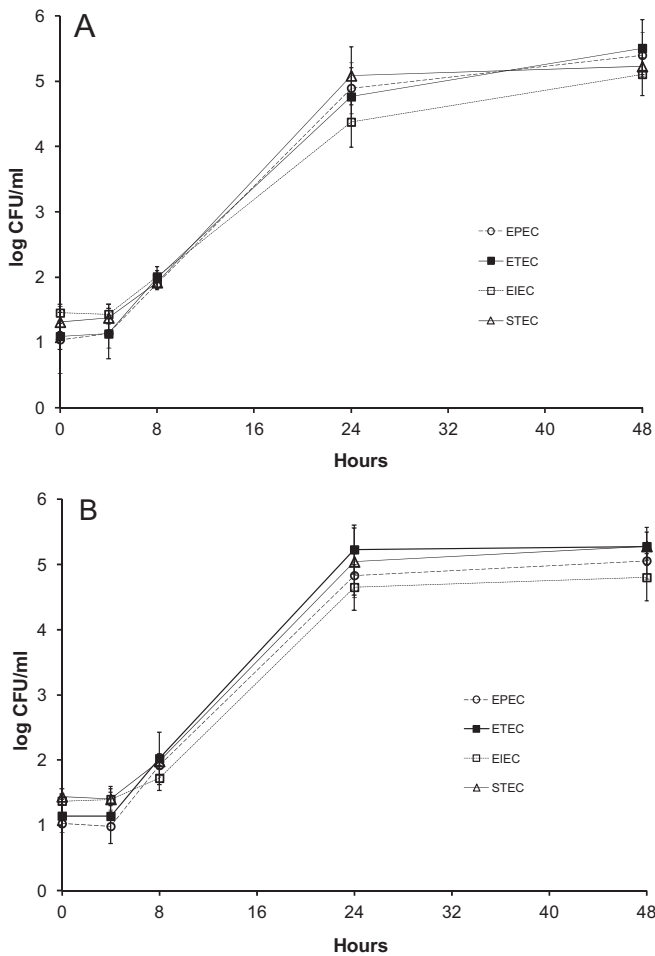 A
6
5
4
3
2
1
0
log CFU/ml
EPEC
ETEC
EIEC
STEC
0 8 16 24 32 40 48
Hours
B
6
5
4
3
2
1
0
log CFU/ml
EPEC
ETEC
EIEC
STEC
0 8 16 24 32 40 48
Hours